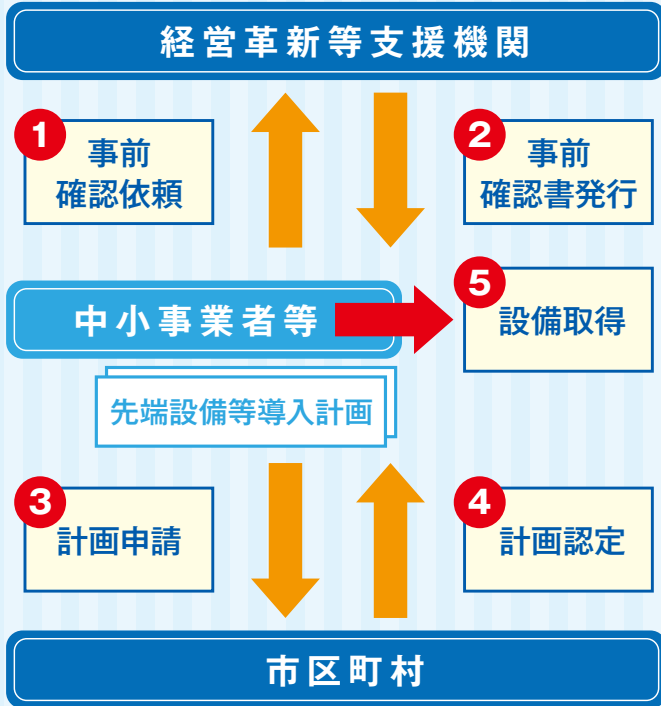 経営革新等支援機関
1
事前
確認依頼
2
事前
確認書発行
中小事業者等
5
設備取得
先端設備等導入計画
3
計画申請
4
計画認定
市区町村